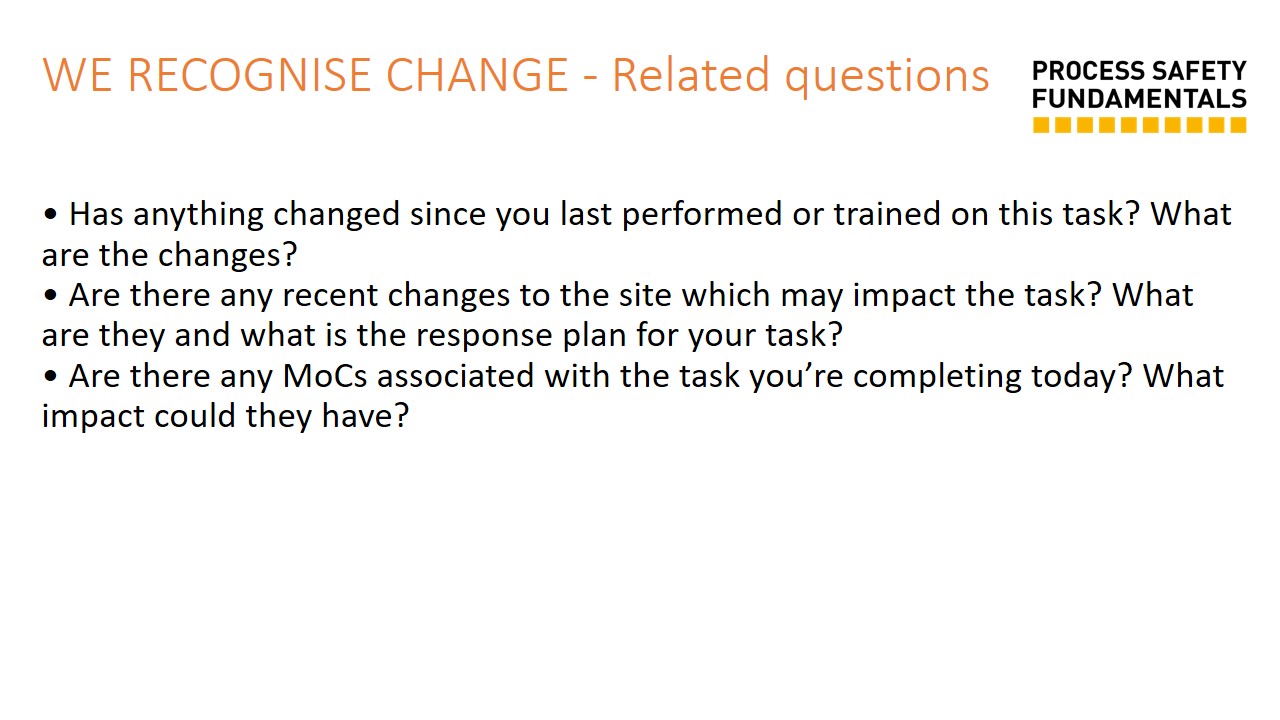 WE RECOGNISE CHANGE - Related questions
PROCESS SAFETY
FUNDAMENTALS
• Has anything changed since you last performed or trained on this task? What
are the changes?
• Are there any recent changes to the site which may impact the task? What
are they and what is the response plan for your task?
• Are there any MoCs associated with the task you’re completing today? What
impact could they have?